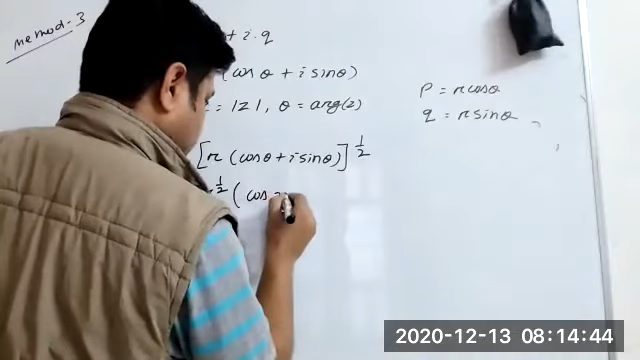 Method-3
+ i.q
(cosθ + i sinθ)
= |z|, θ = arg(z)
[r (cosθ + i sinθ)]^1/2
^1/2 (cos
p = r cosθ
q = r sinθ
2020-12-13 08:14:44